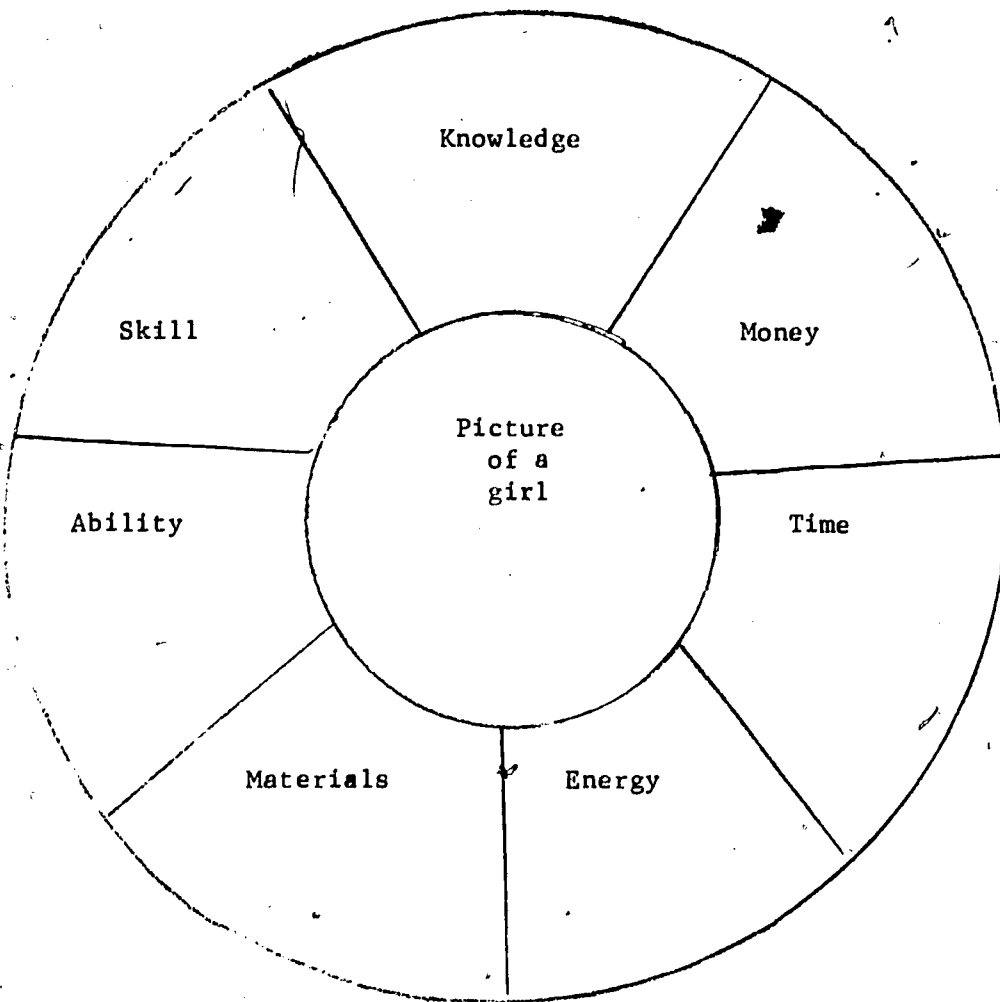 Knowledge
Skill
Money
Picture
of a
girl
Ability
Time
Materials
Energy